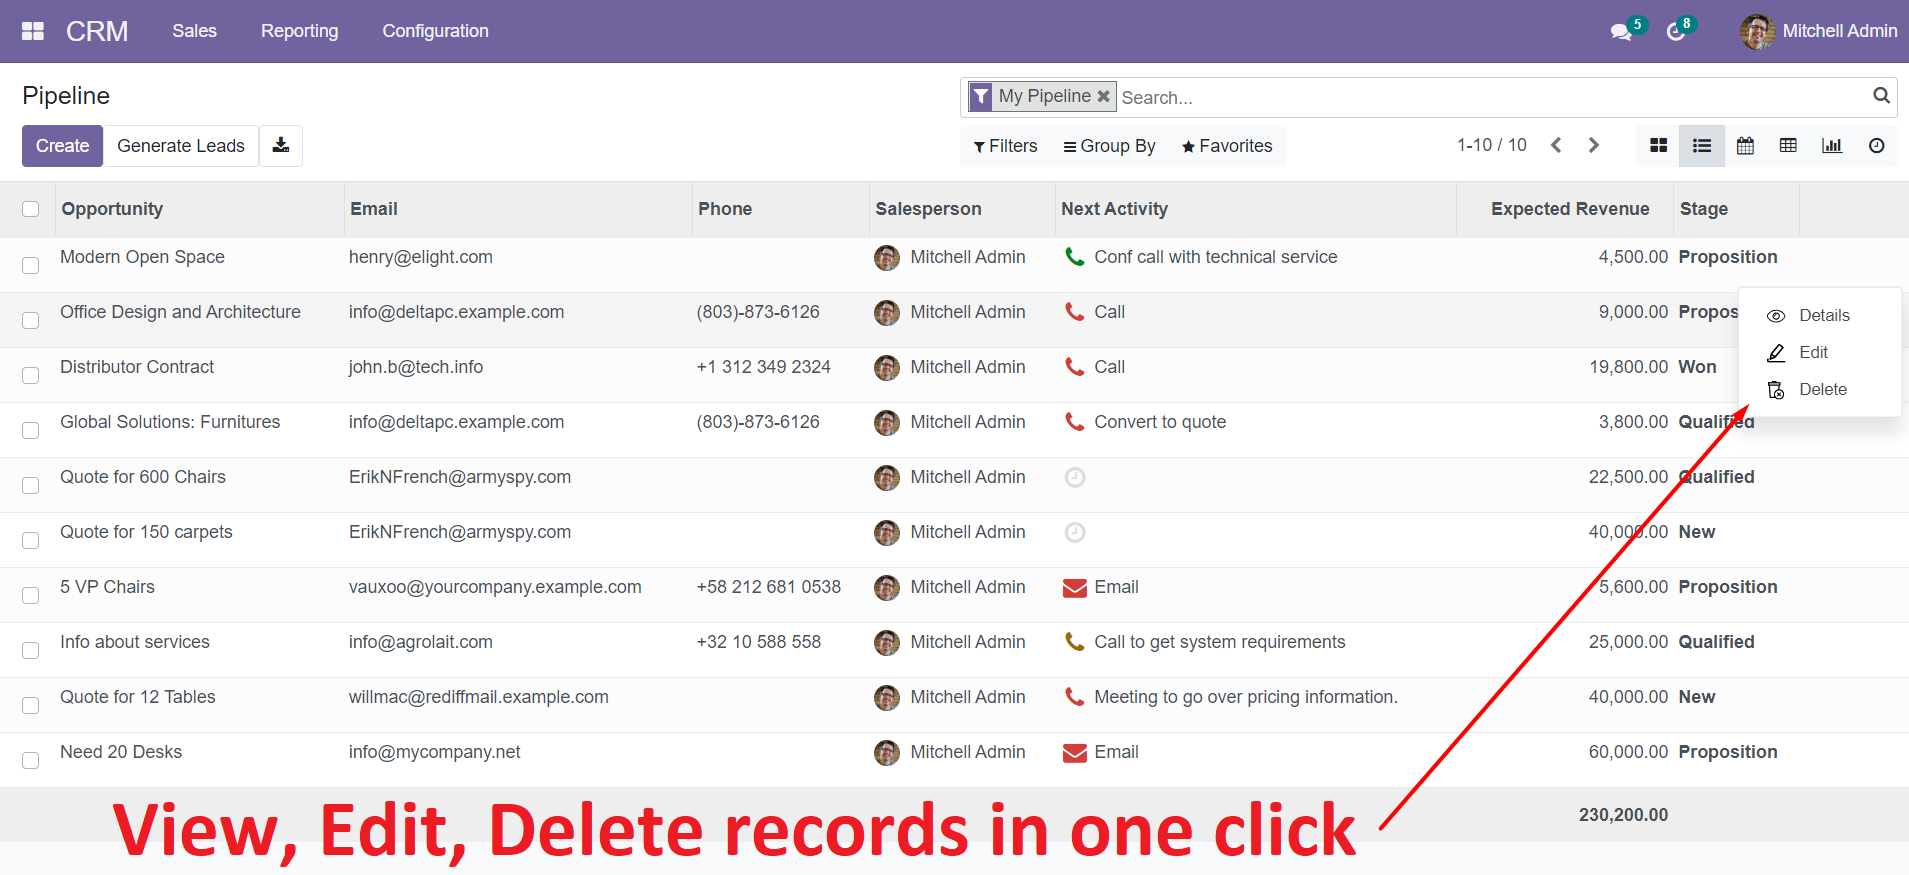 CRM Sales Reporting Configuration 5 8 Mitchell Admin
Pipeline My Pipeline Search...
Create Generate Leads Filters Group By Favorites 1-10 / 10
Opportunity Email Phone Salesperson Next Activity Expected Revenue Stage
Modern Open Space henry@elight.com Mitchell Admin Conf call with technical service 4,500.00 Proposition
Office Design and Architecture info@deltapc.example.com (803)-873-6126 Mitchell Admin Call 9,000.00 Propos
Details
Edit
Delete
Distributor Contract john.b@tech.info +1 312 349 2324 Mitchell Admin Call 19,800.00 Won
Global Solutions: Furnitures info@deltapc.example.com (803)-873-6126 Mitchell Admin Convert to quote 3,800.00 Qualified
Quote for 600 Chairs ErikNFrench@armyspy.com Mitchell Admin 22,500.00 Qualified
Quote for 150 carpets ErikNFrench@armyspy.com Mitchell Admin 40,000.00 New
5 VP Chairs vauxoo@yourcompany.example.com +58 212 681 0538 Mitchell Admin Email 5,600.00 Proposition
Info about services info@agrolait.com +32 10 588 558 Mitchell Admin Call to get system requirements 25,000.00 Qualified
Quote for 12 Tables willmac@rediffmail.example.com Mitchell Admin Meeting to go over pricing information. 40,000.00 New
Need 20 Desks info@mycompany.net Mitchell Admin Email 60,000.00 Proposition
230,200.00
View, Edit, Delete records in one click